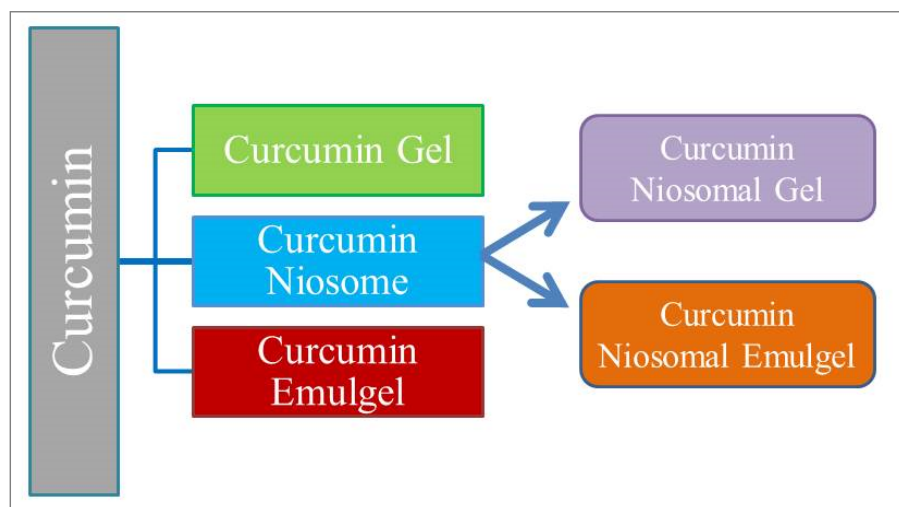 Curcumin
Curcumin Gel
Curcumin
Niosome
Curcumin
Emulgel
Curcumin
Niosomal Gel
Curcumin
Niosomal Emulgel